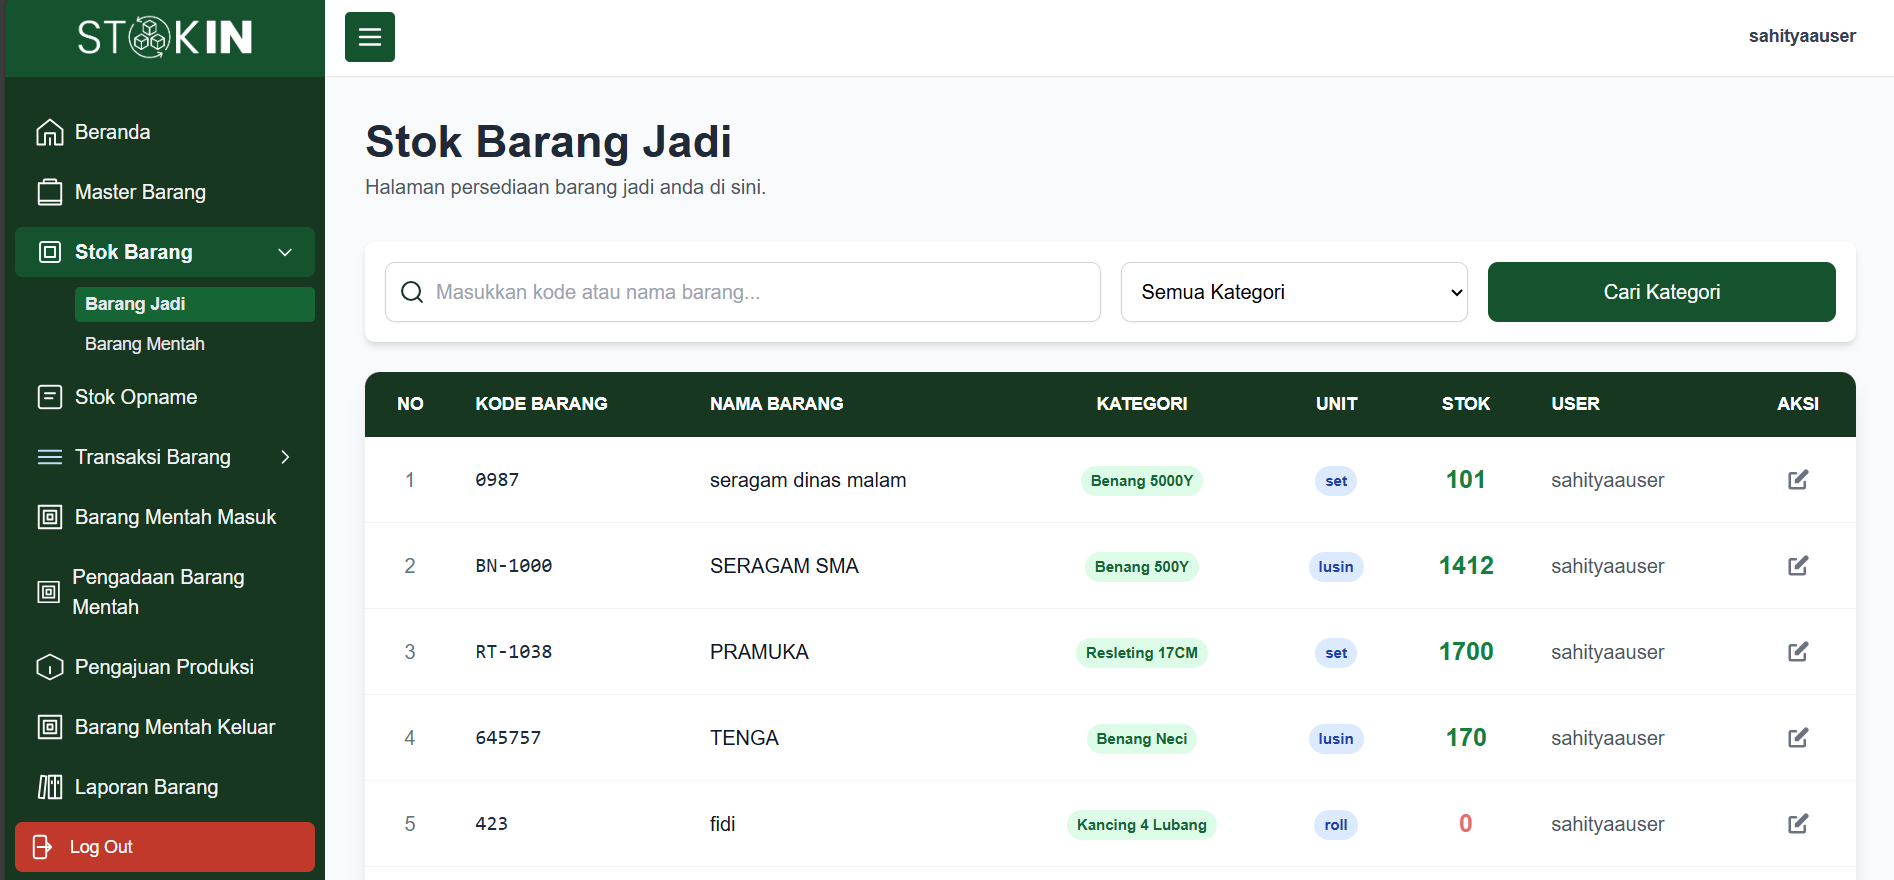 STOKIN
sahityaauser
Beranda
Master Barang
Stok Barang
Barang Jadi
Barang Mentah
Stok Opname
Transaksi Barang
Barang Mentah Masuk
Pengadaan Barang
Mentah
Pengajuan Produksi
Barang Mentah Keluar
Laporan Barang
Log Out
Stok Barang Jadi
Halaman persediaan barang jadi anda di sini.
Masukkan kode atau nama barang... Semua Kategori Cari Kategori
NO KODE BARANG NAMA BARANG KATEGORI UNIT STOK USER AKSI
1 0987 seragam dinas malam Benang 5000Y set 101 sahityaauser
2 BN-1000 SERAGAM SMA Benang 500Y lusin 1412 sahityaauser
3 RT-1038 PRAMUKA Resleting 17CM set 1700 sahityaauser
4 645757 TENGA Benang Neci lusin 170 sahityaauser
5 423 fidi Kancing 4 Lubang roll 0 sahityaauser